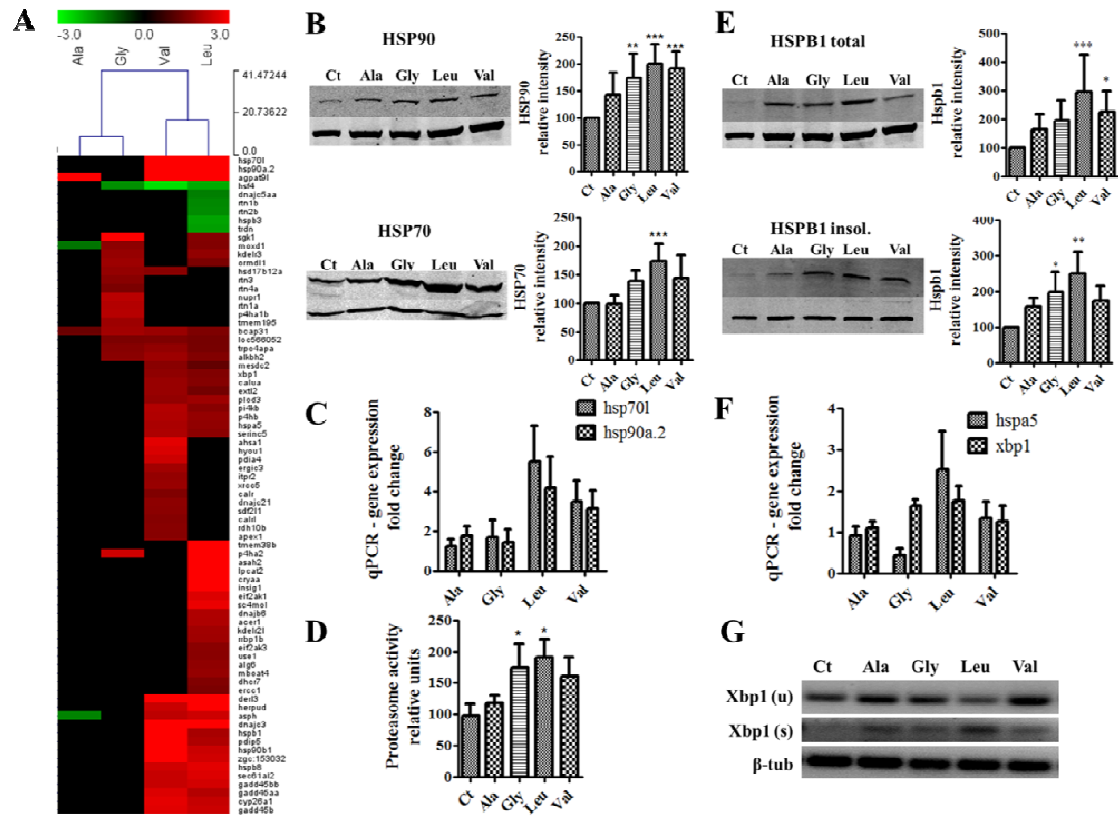 A
-3.0 0.0 3.0
Ala
Gly
Val
Leu
41.47244
20.73622
0.0
hsp70l
hsp90a.2
agpat9l
hsf4
dnajc5aa
rtn1b
rtn2b
hspb3
sgk1
moxd1
kdelr3
ormdl1
hsd17b12a
rtn3
rtn4a
nupr1
rtn1a
p4ha1b
tmem195
bcap31
loc566052
trpc4apa
alkbh2
mesdc2
xbp1
calua
extl2
plod3
pi4kb
p4hb
hspa5
serinc5
ahsa1
hyou1
pdia4
ergic3
itpr2
xrcc5
calr
dnajc21
sdf2l1
calrl
rdh10b
apex1
tmem38b
p4ha2
asah2
lpcat2
cryaa
insig1
eif2ak1
sc4mol
dnajb6
acer1
kdelr2l
nbp1b
eif2ak3
use1
alg6
mboat4
dhcr7
ercc1
derl3
herpud
asph
dnajc3
hspb1
pdip5
hsp90b1
zgc:153032
hspb8
sec61al2
gadd45bb
gadd45aa
cyp26a1
gadd45b
B
HSP90
Ct Ala Gly Leu Val
HSP90
relative intensity
250
200
150
100
50
0
** *** ***
Ct Ala Gly Leu Val
HSP70
Ct Ala Gly Leu Val
HSP70
relative intensity
250
200
150
100
50
0
***
Ct Ala Gly Leu Val
C
qPCR - gene expression
fold change
8
6
4
2
0
hsp70l
hsp90a.2
Ala Gly Leu Val
D
Proteasome activity
relative units
250
200
150
100
50
0
* *
Ct Ala Gly Leu Val
E
HSPB1 total
Ct Ala Gly Leu Val
Hspb1
relative intensity
500
400
300
200
100
0
*** *
Ct Ala Gly Leu Val
HSPB1 insol.
Ct Ala Gly Leu Val
Hspb1
relative intensity
400
300
200
100
0
* **
Ct Ala Gly Leu Val
F
qPCR - gene expression
fold change
4
3
2
1
0
hspa5
xbp1
Ala Gly Leu Val
G
Ct Ala Gly Leu Val
Xbp1 (u)
Xbp1 (s)
β-tub